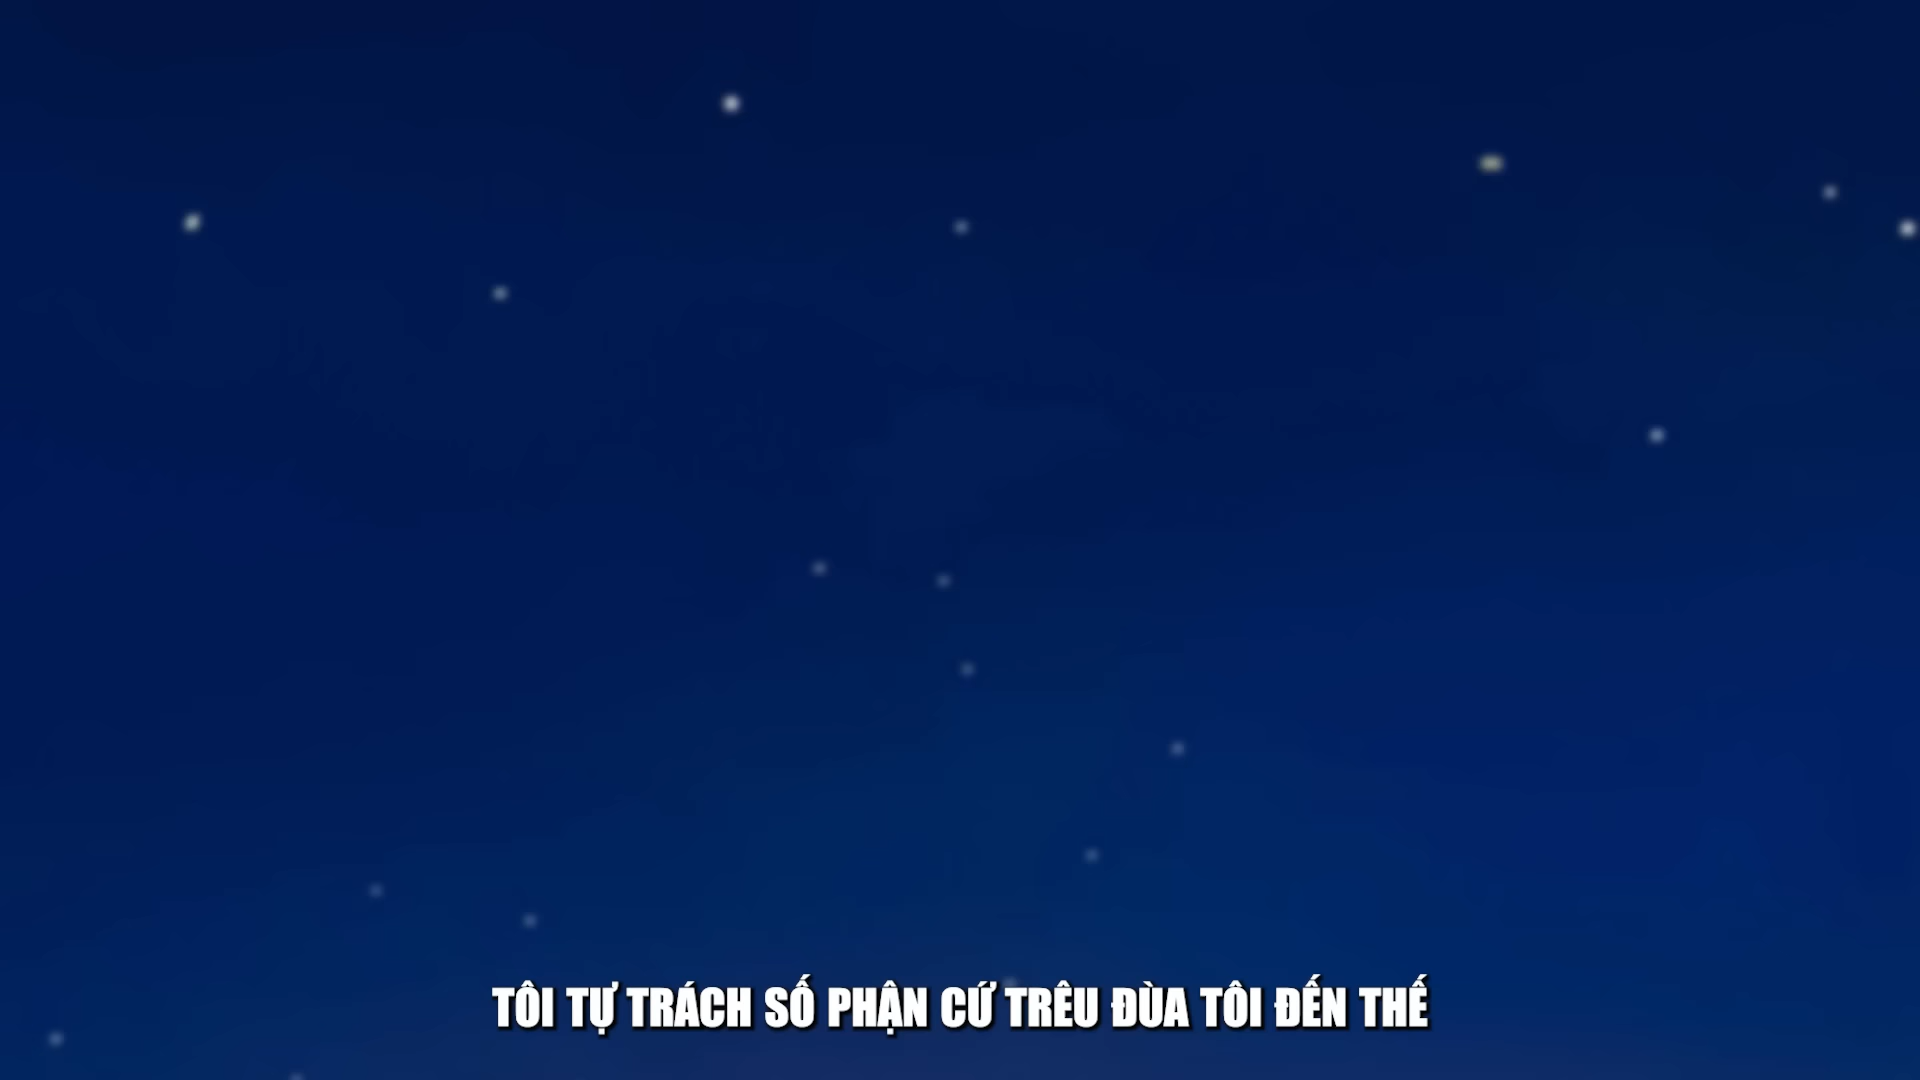 TÔI TỰ TRÁCH SỐ PHẬN CỨ TRÊU ĐÙA TÔI ĐẾN THẾ